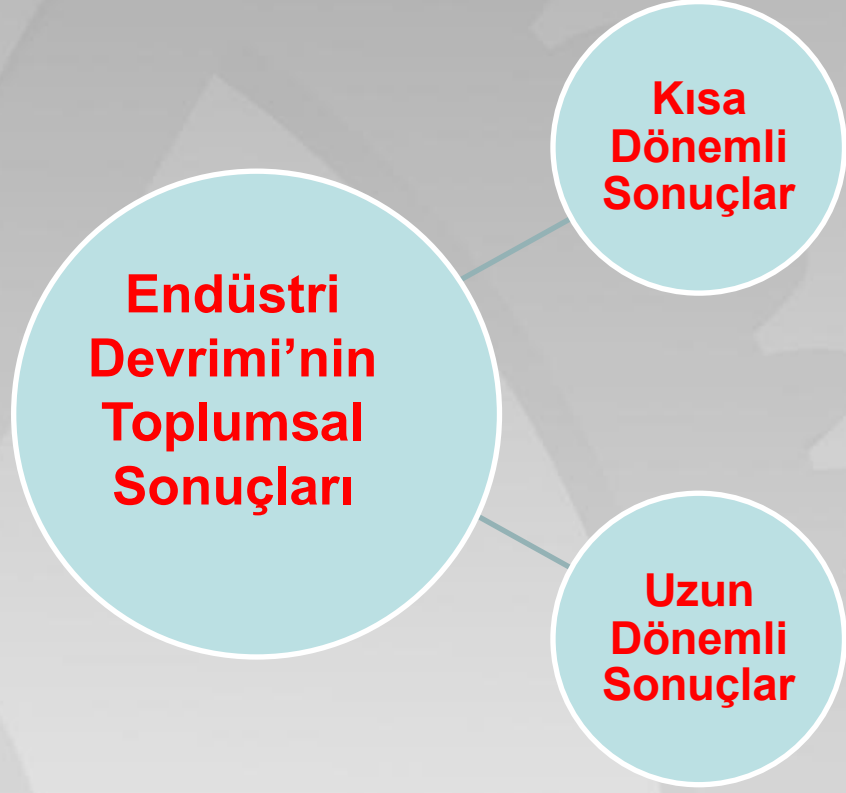 Endüstri
Devrimi’nin
Toplumsal
Sonuçları
Kısa
Dönemli
Sonuçlar
Uzun
Dönemli
Sonuçlar